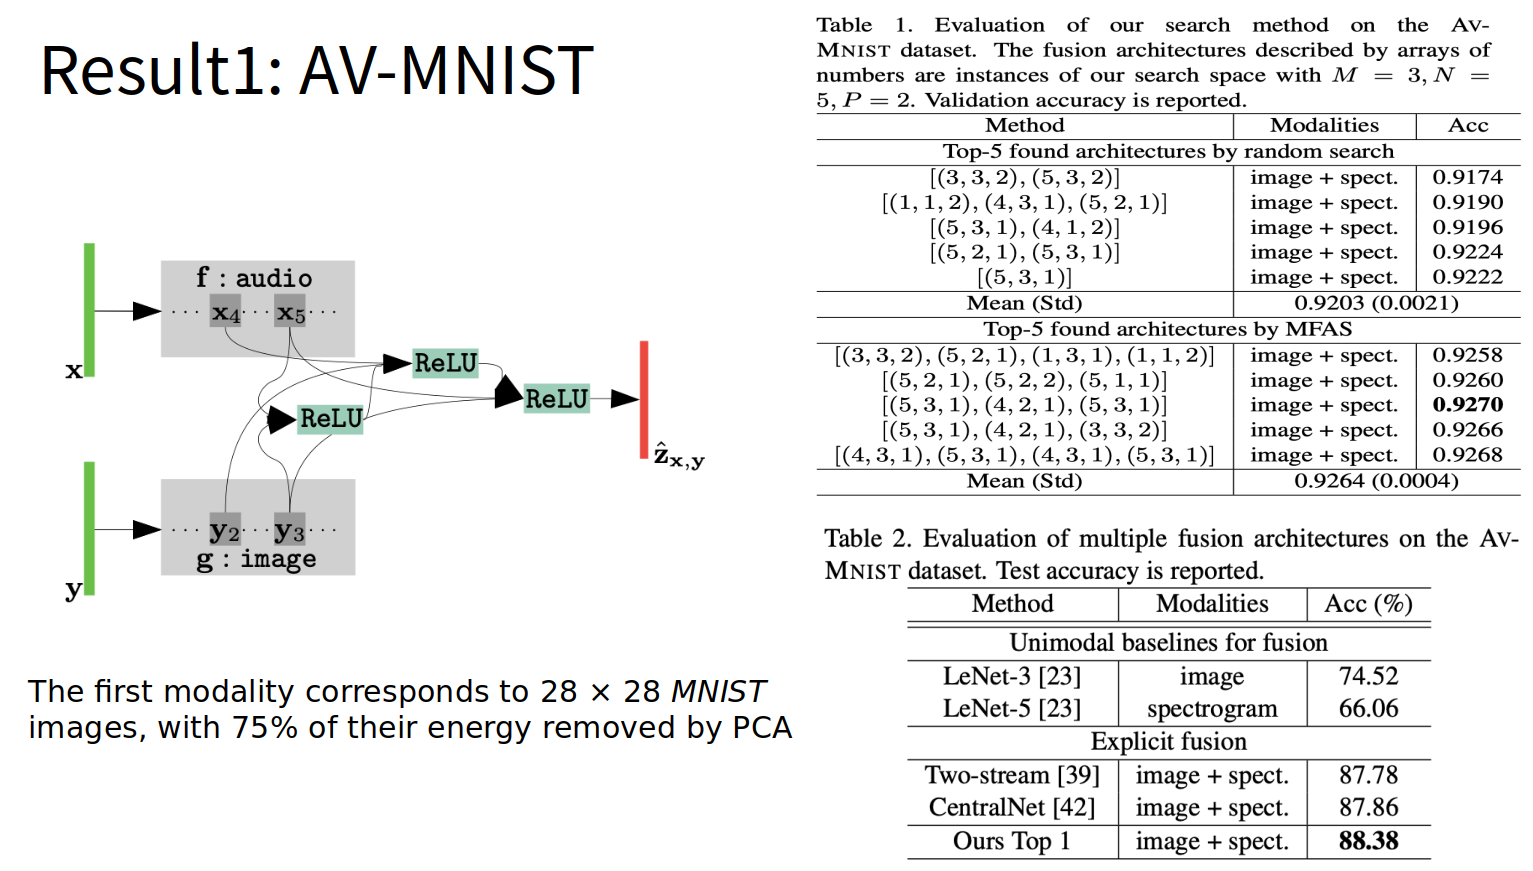 Result1: AV-MNIST
f : audio
· · · x4 · · · x5 · · ·
x
ReLU
ReLU
ReLU
ẑx,y
· · · y2 · · · y3 · · ·
g : image
y
The first modality corresponds to 28 × 28 MNIST
images, with 75% of their energy removed by PCA
Table 1. Evaluation of our search method on the AV-
MNIST dataset. The fusion architectures described by arrays of
numbers are instances of our search space with M = 3, N =
5, P = 2. Validation accuracy is reported.
Method Modalities Acc
Top-5 found architectures by random search
[(3, 3, 2), (5, 3, 2)] image + spect. 0.9174
[(1, 1, 2), (4, 3, 1), (5, 2, 1)] image + spect. 0.9190
[(5, 3, 1), (4, 1, 2)] image + spect. 0.9196
[(5, 2, 1), (5, 3, 1)] image + spect. 0.9224
[(5, 3, 1)] image + spect. 0.9222
Mean (Std) 0.9203 (0.0021)
Top-5 found architectures by MFAS
[(3, 3, 2), (5, 2, 1), (1, 3, 1), (1, 1, 2)] image + spect. 0.9258
[(5, 2, 1), (5, 2, 2), (5, 1, 1)] image + spect. 0.9260
[(5, 3, 1), (4, 2, 1), (5, 3, 1)] image + spect. 0.9270
[(5, 3, 1), (4, 2, 1), (3, 3, 2)] image + spect. 0.9266
[(4, 3, 1), (5, 3, 1), (4, 3, 1), (5, 3, 1)] image + spect. 0.9268
Mean (Std) 0.9264 (0.0004)
Table 2. Evaluation of multiple fusion architectures on the AV-
MNIST dataset. Test accuracy is reported.
Method Modalities Acc (%)
Unimodal baselines for fusion
LeNet-3 [23] image 74.52
LeNet-5 [23] spectrogram 66.06
Explicit fusion
Two-stream [39] image + spect. 87.78
CentralNet [42] image + spect. 87.86
Ours Top 1 image + spect. 88.38